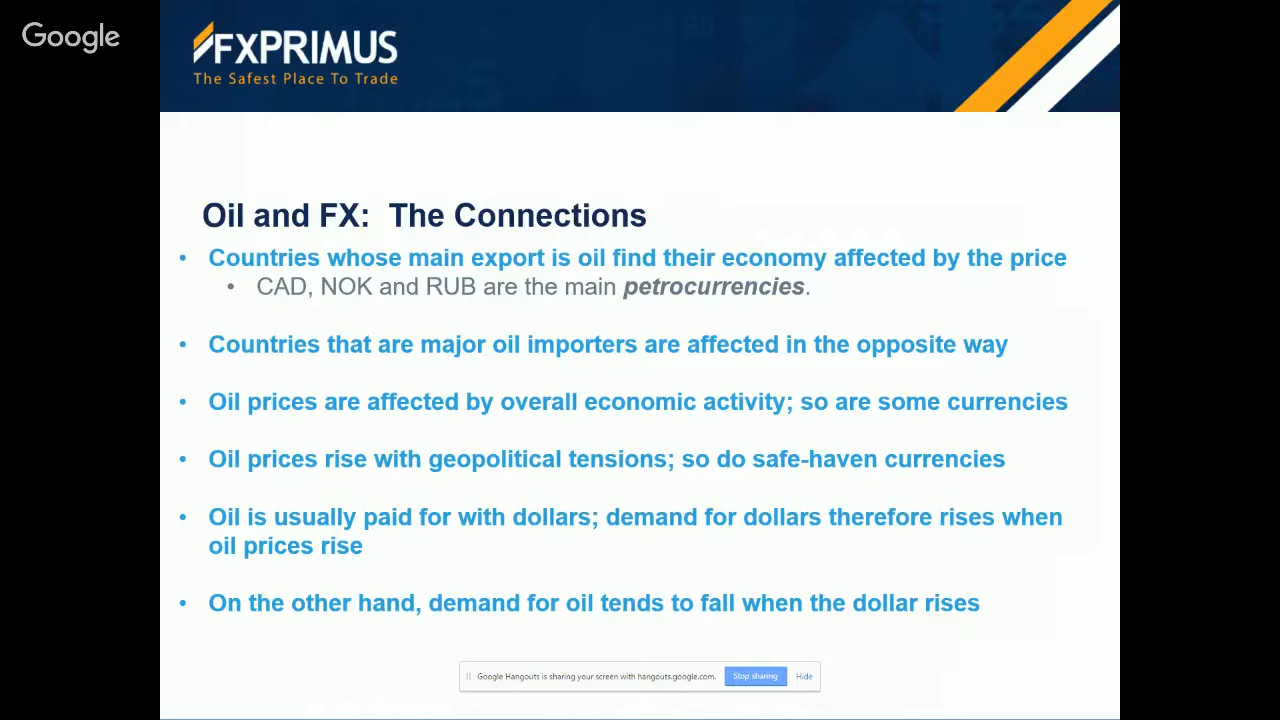 Google
FXPRIMUS
The Safest Place To Trade
Oil and FX:  The Connections
• Countries whose main export is oil find their economy affected by the price
• CAD, NOK and RUB are the main petrocurrencies.
• Countries that are major oil importers are affected in the opposite way
• Oil prices are affected by overall economic activity; so are some currencies
• Oil prices rise with geopolitical tensions; so do safe-haven currencies
• Oil is usually paid for with dollars; demand for dollars therefore rises when
oil prices rise
• On the other hand, demand for oil tends to fall when the dollar rises
Google Hangouts is sharing your screen with hangouts.google.com. Stop sharing Hide